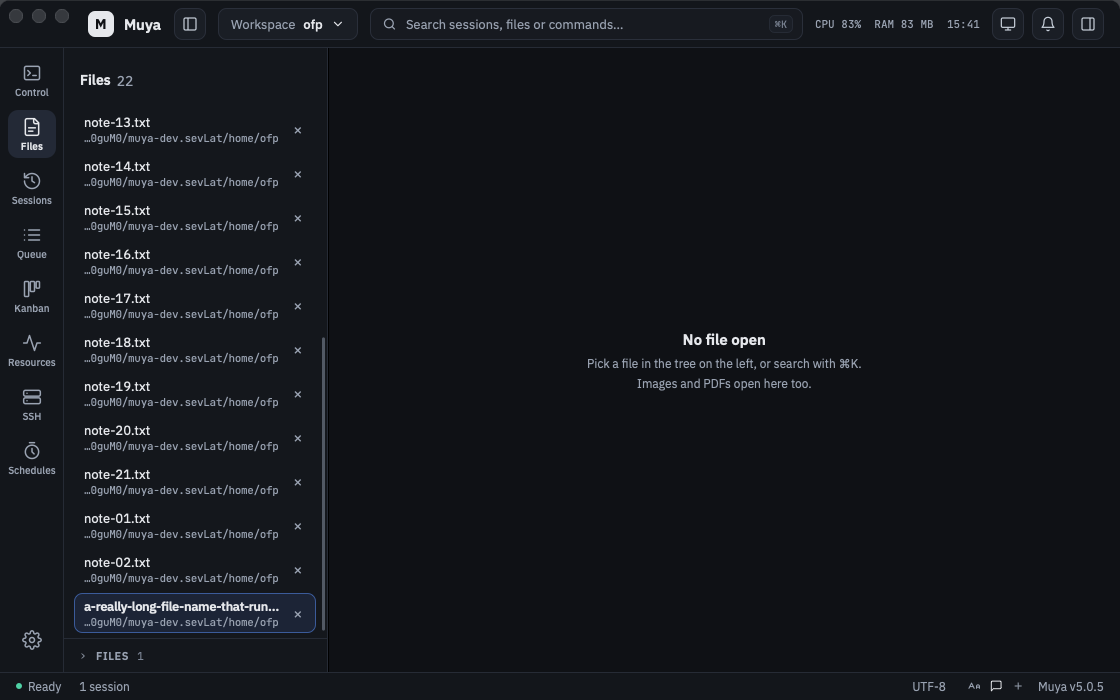 M Muya
Workspace ofp
Search sessions, files or commands... ⌘K
CPU 83% RAM 83 MB 15:41
Control
Files
Sessions
Queue
Kanban
Resources
SSH
Schedules
Files 22
note-13.txt
…0guM0/muya-dev.sevLat/home/ofp
note-14.txt
…0guM0/muya-dev.sevLat/home/ofp
note-15.txt
…0guM0/muya-dev.sevLat/home/ofp
note-16.txt
…0guM0/muya-dev.sevLat/home/ofp
note-17.txt
…0guM0/muya-dev.sevLat/home/ofp
note-18.txt
…0guM0/muya-dev.sevLat/home/ofp
note-19.txt
…0guM0/muya-dev.sevLat/home/ofp
note-20.txt
…0guM0/muya-dev.sevLat/home/ofp
note-21.txt
…0guM0/muya-dev.sevLat/home/ofp
note-01.txt
…0guM0/muya-dev.sevLat/home/ofp
note-02.txt
…0guM0/muya-dev.sevLat/home/ofp
a-really-long-file-name-that-run...
…0guM0/muya-dev.sevLat/home/ofp
FILES 1
No file open
Pick a file in the tree on the left, or search with ⌘K.
Images and PDFs open here too.
Ready 1 session
UTF-8 Aa + Muya v5.0.5